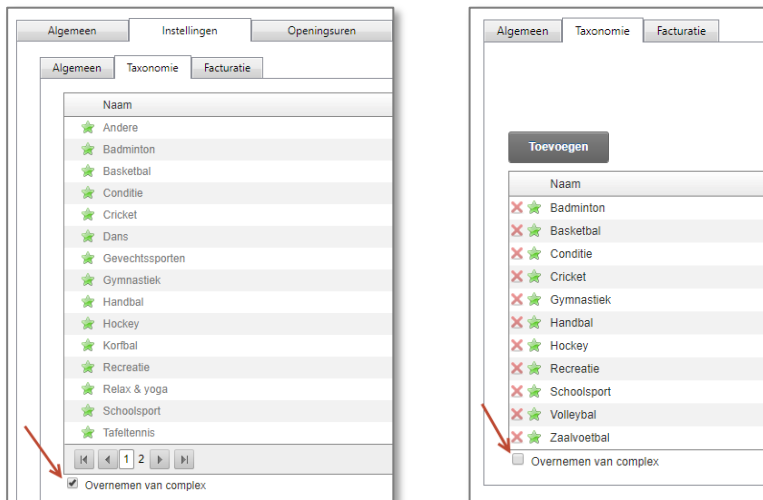 Algemeen Instellingen Openingsuren
Algemeen Taxonomie Facturatie
Naam
Andere
Badminton
Basketbal
Conditie
Cricket
Dans
Gevechtssporten
Gymnastiek
Handbal
Hockey
Korfbal
Recreatie
Relax & yoga
Schoolsport
Tafeltennis
1 2
Overnemen van complex
Algemeen Taxonomie Facturatie
Toevoegen
Naam
Badminton
Basketbal
Conditie
Cricket
Gymnastiek
Handbal
Hockey
Recreatie
Schoolsport
Volleybal
Zaalvoetbal
Overnemen van complex